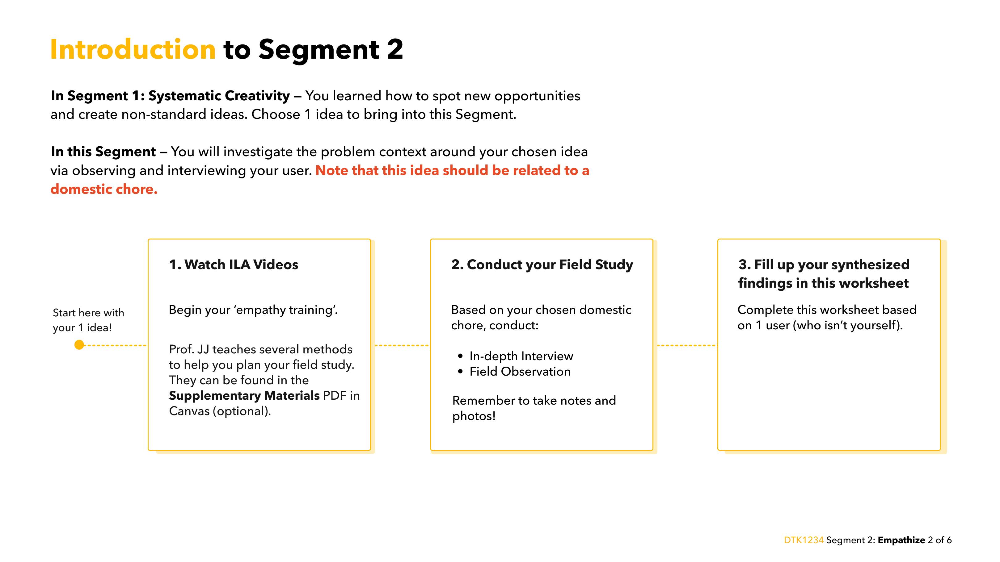 Introduction to Segment 2
In Segment 1: Systematic Creativity – You learned how to spot new opportunities
and create non-standard ideas. Choose 1 idea to bring into this Segment.
In this Segment – You will investigate the problem context around your chosen idea
via observing and interviewing your user. Note that this idea should be related to a
domestic chore.
Start here with
your 1 idea!
1. Watch ILA Videos
Begin your ‘empathy training’.
Prof. JJ teaches several methods
to help you plan your field study.
They can be found in the
Supplementary Materials PDF in
Canvas (optional).
2. Conduct your Field Study
Based on your chosen domestic
chore, conduct:
• In-depth Interview
• Field Observation
Remember to take notes and
photos!
3. Fill up your synthesized
findings in this worksheet
Complete this worksheet based
on 1 user (who isn’t yourself).
DTK1234 Segment 2: Empathize 2 of 6